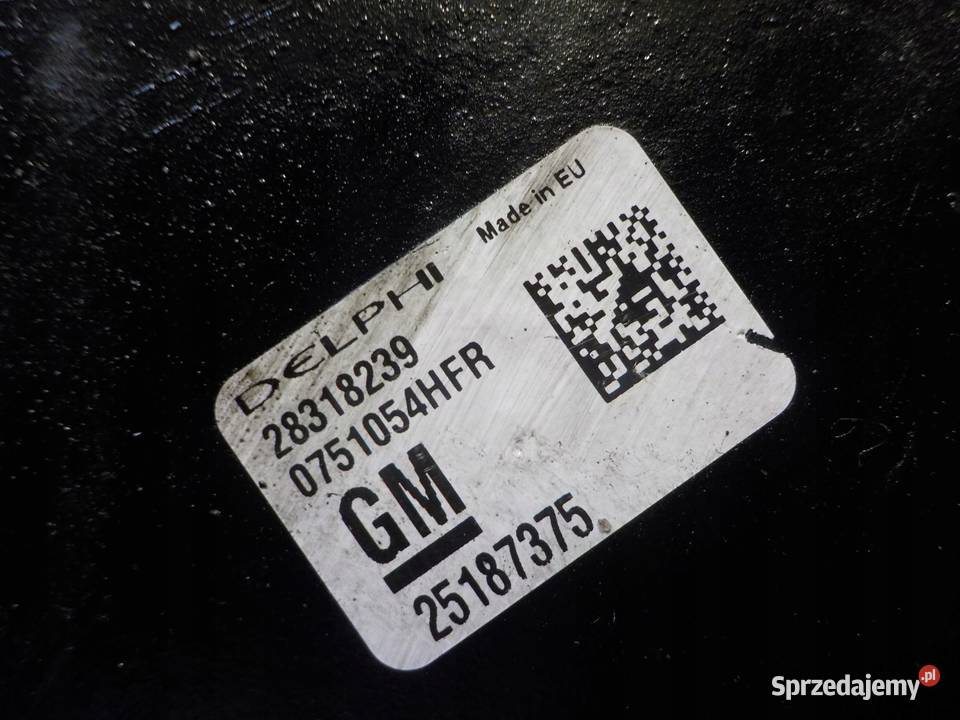 Made in EU
DELPHI
28318239
0751054HFR
GM
25187375
Sprzedajemy.pl